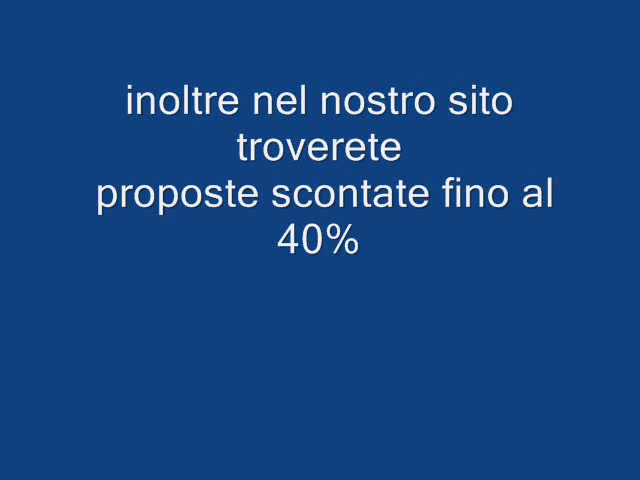 inoltre nel nostro sito
troverete
proposte scontate fino al
40%